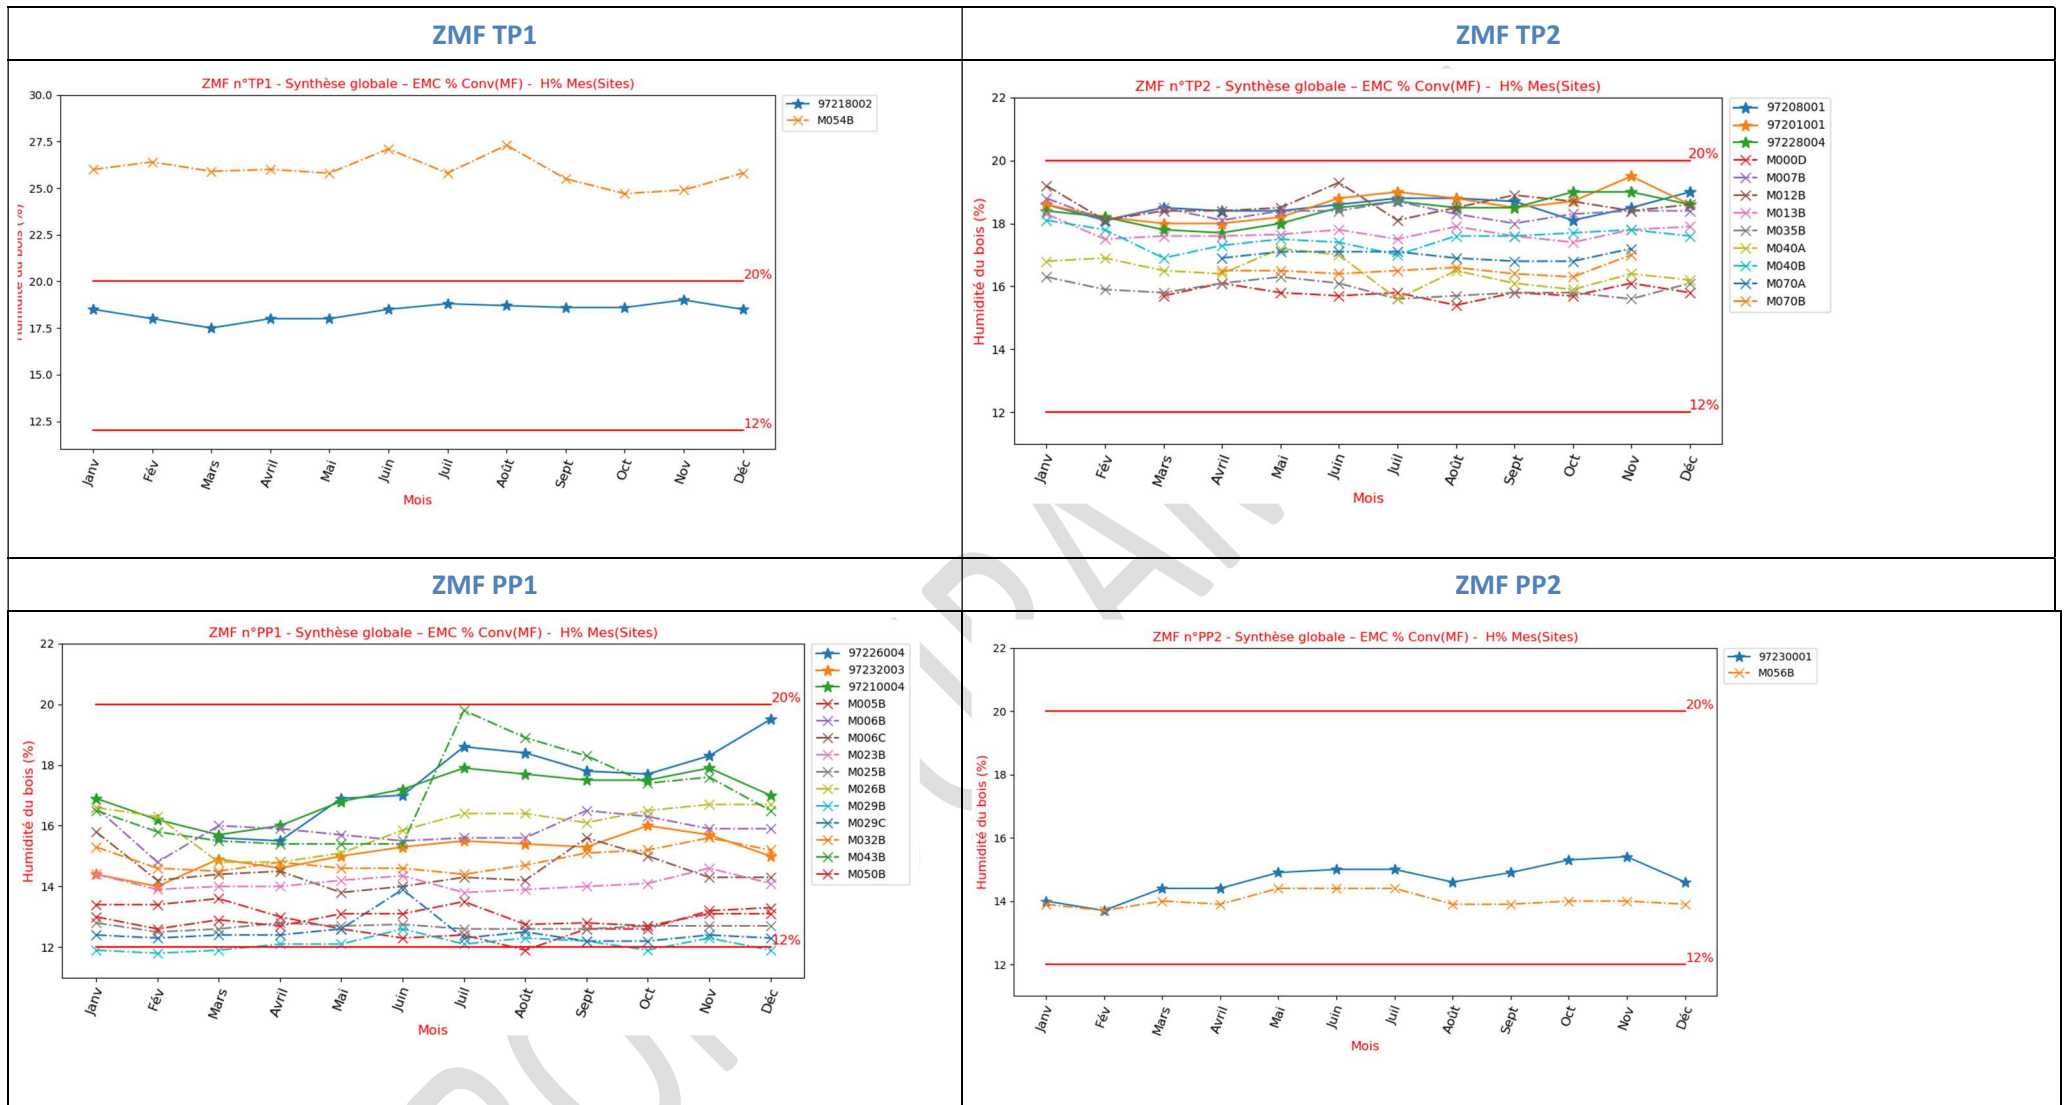 ZMF TP1
ZMF TP2
ZMF n°TP1 - Synthèse globale – EMC % Conv(MF) - H% Mes(Sites)
30.0
27.5
25.0
22.5
20.0
17.5
15.0
12.5
Humidité du bois (%)
20%
12%
Janv
Fév
Mars
Avril
Mai
Juin
Juil
Août
Sept
Oct
Nov
Déc
Mois
97218002
M054B
ZMF n°TP2 - Synthèse globale – EMC % Conv(MF) - H% Mes(Sites)
22
20
18
16
14
12
Humidité du bois (%)
20%
12%
Janv
Fév
Mars
Avril
Mai
Juin
Juil
Août
Sept
Oct
Nov
Déc
Mois
97208001
97201001
97228004
M000D
M007B
M012B
M013B
M035B
M040A
M040B
M070A
M070B
ZMF PP1
ZMF PP2
ZMF n°PP1 - Synthèse globale – EMC % Conv(MF) - H% Mes(Sites)
22
20
18
16
14
12
Humidité du bois (%)
20%
12%
Janv
Fév
Mars
Avril
Mai
Juin
Juil
Août
Sept
Oct
Nov
Déc
Mois
97226004
97232003
97210004
M005B
M006B
M006C
M023B
M025B
M026B
M029B
M029C
M032B
M043B
M050B
ZMF n°PP2 - Synthèse globale – EMC % Conv(MF) - H% Mes(Sites)
22
20
18
16
14
12
Humidité du bois (%)
20%
12%
Janv
Fév
Mars
Avril
Mai
Juin
Juil
Août
Sept
Oct
Nov
Déc
Mois
97230001
M056B